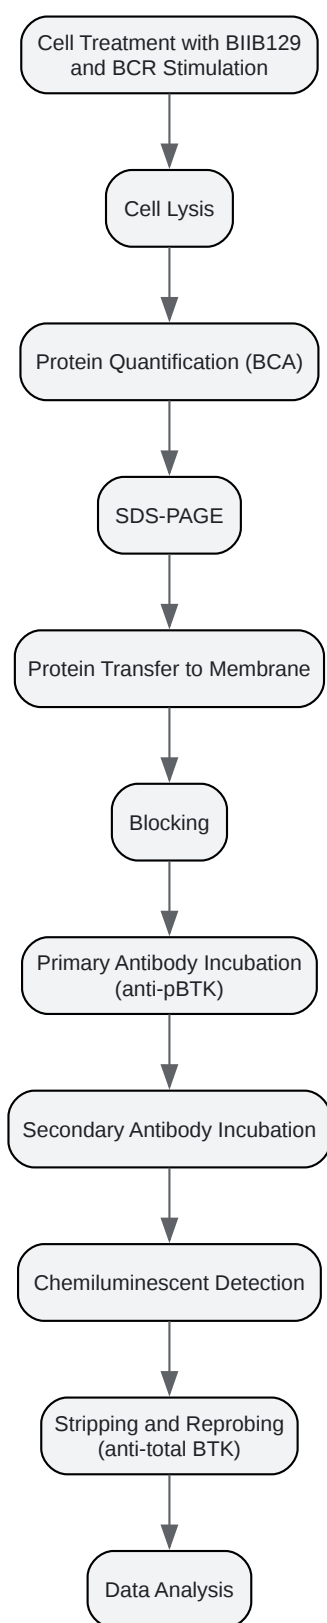 Cell Treatment with BIIB129
and BCR Stimulation
Cell Lysis
Protein Quantification (BCA)
SDS-PAGE
Protein Transfer to Membrane
Blocking
Primary Antibody Incubation
(anti-pBTK)
Secondary Antibody Incubation
Chemiluminescent Detection
Stripping and Reprobing
(anti-total BTK)
Data Analysis